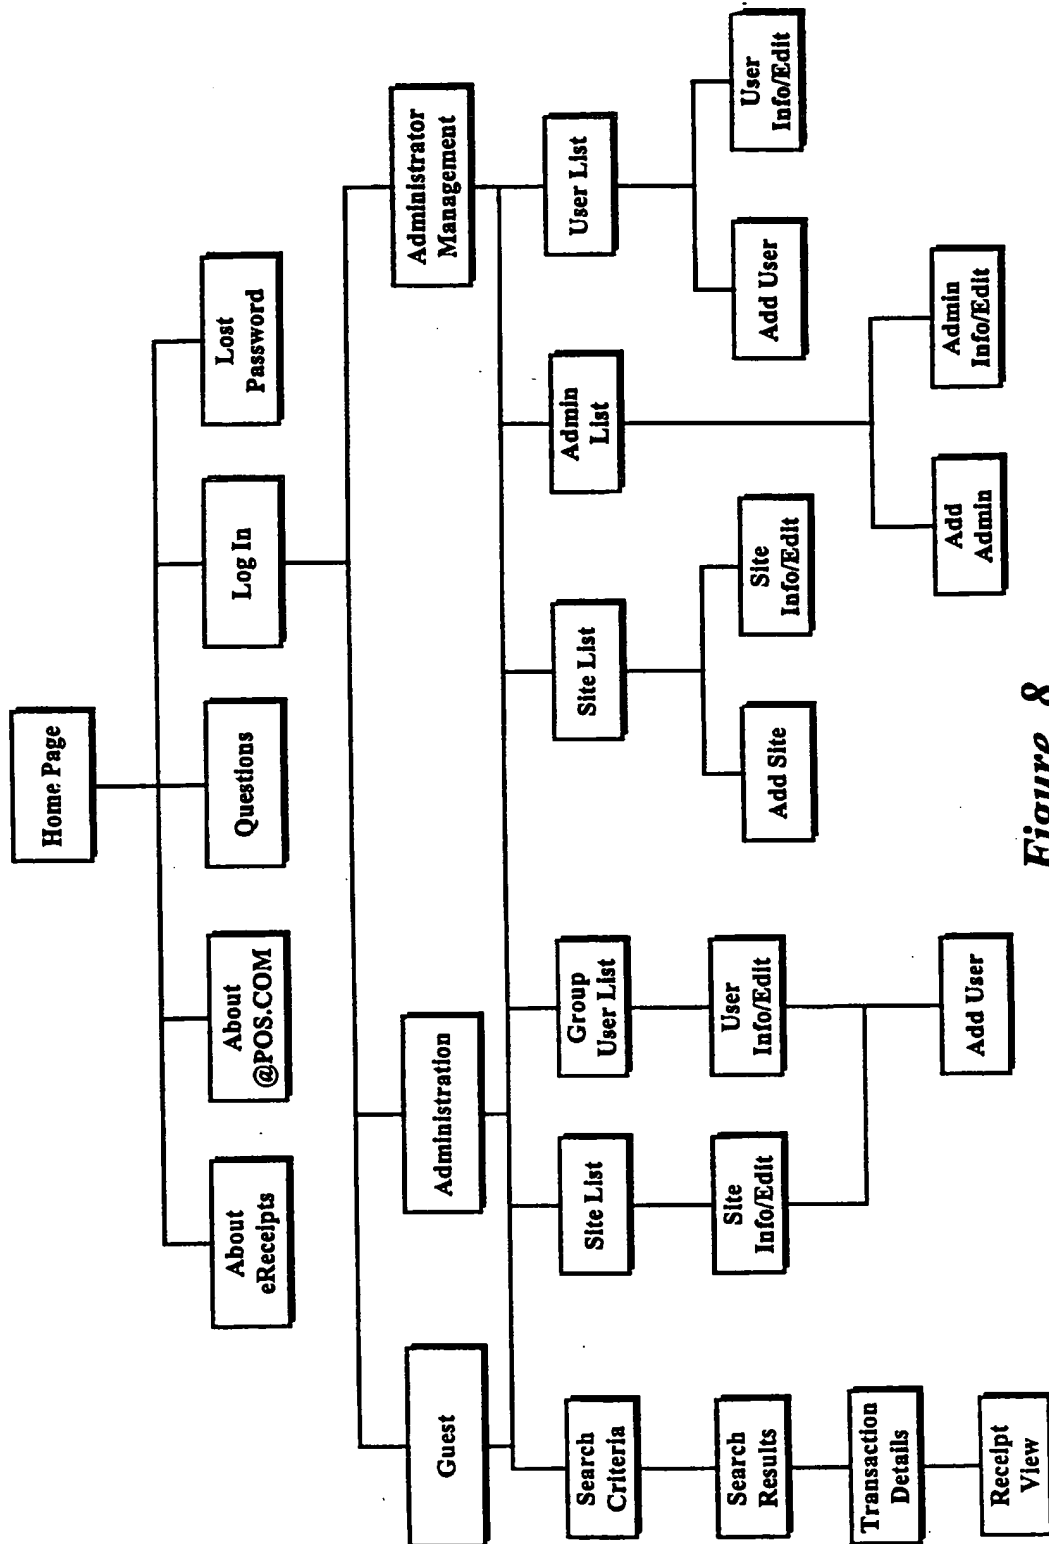 Home Page
About
eReceipts
About
@POS.COM
Questions
Log In
Lost
Password
Guest
Administration
Administrator
Management
Search
Criteria
Site List
Group
User List
Site List
Admin
List
User List
Search
Results
Site
Info/Edit
User
Info/Edit
Add Site
Site
Info/Edit
Add User
User
Info/Edit
Transaction
Details
Receipt
View
Add User
Add
Admin
Admin
Info/Edit
Figure 8